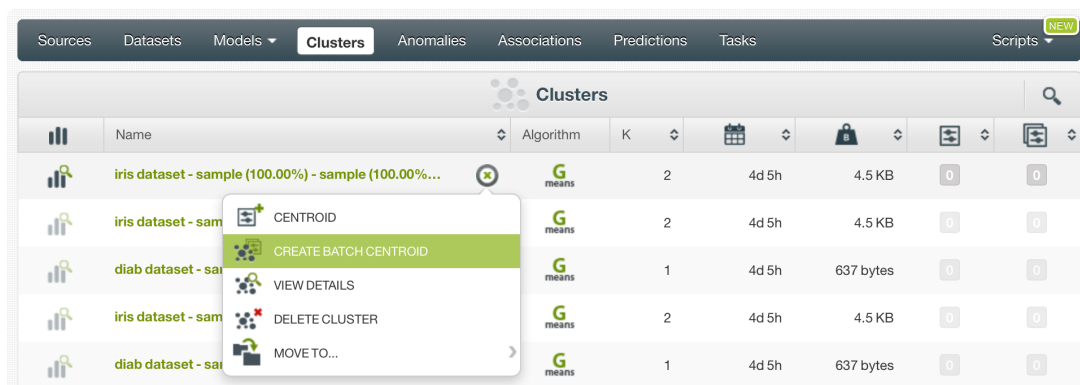 NEW
Sources Datasets Models Clusters Anomalies Associations Predictions Tasks Scripts
Clusters
Name Algorithm K B
iris dataset - sample (100.00%) - sample (100.00%... G means 2 4d 5h 4.5 KB 0 0
CENTROID
iris dataset - sam G means 2 4d 5h 4.5 KB 0 0
CREATE BATCH CENTROID
diab dataset - sa G means 1 4d 5h 637 bytes 0 0
VIEW DETAILS
iris dataset - sam G means 2 4d 5h 4.5 KB 0 0
DELETE CLUSTER
MOVE TO...
diab dataset - sa G means 1 4d 5h 637 bytes 0 0